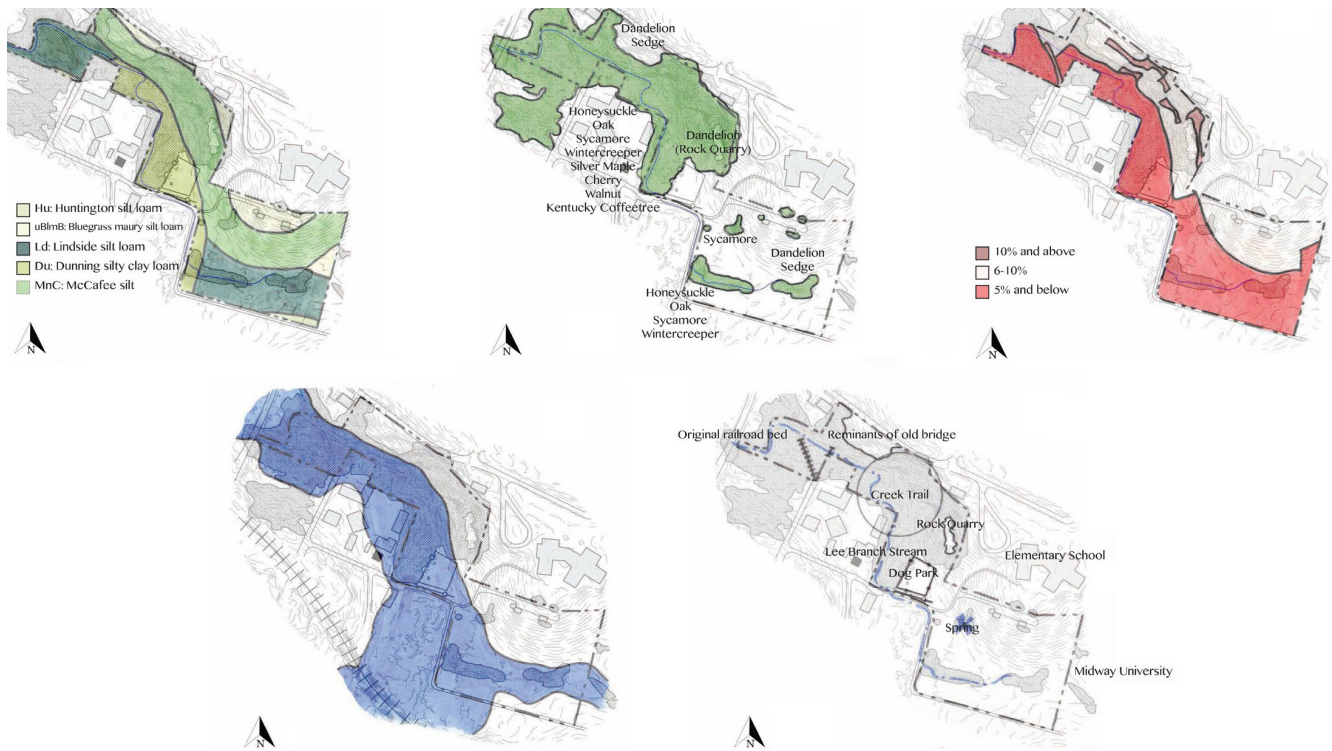 Hu: Huntington silt loam
uBlmB: Bluegrass maury silt loam
Ld: Lindside silt loam
Du: Dunning silty clay loam
MnC: McCafee silt
N
Dandelion
Sedge
Honeysuckle
Oak
Sycamore
Wintercreeper
Silver Maple
Cherry
Walnut
Kentucky Coffeetree
Dandelion
(Rock Quarry)
Sycamore
Dandelion
Sedge
Honeysuckle
Oak
Sycamore
Wintercreeper
N
10% and above
6-10%
5% and below
N
N
Original railroad bed
Reminants of old bridge
Creek Trail
Rock Quarry
Lee Branch Stream
Elementary School
Dog Park
Spring
Midway University
N